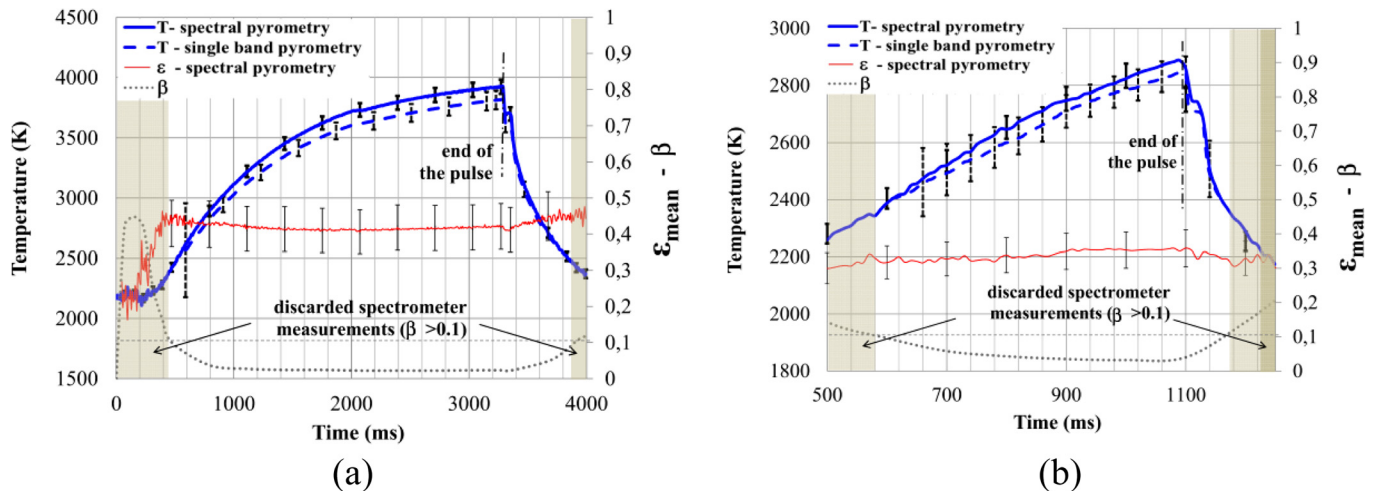 T- spectral pyrometry
T - single band pyrometry
ε - spectral pyrometry
β
4500
4000
3500
3000
2500
2000
1500
Temperature (K)
1
0,9
0,8
0,7
0,6
0,5
0,4
0,3
0,2
0,1
0
εmean - β
end of
the pulse
discarded spectrometer
measurements (β >0.1)
0
1000
2000
3000
4000
Time (ms)
(a)
T- spectral pyrometry
T - single band pyrometry
ε - spectral pyrometry
β
3000
2800
2600
2400
2200
2000
1800
Temperature (K)
1
0,9
0,8
0,7
0,6
0,5
0,4
0,3
0,2
0,1
0
εmean - β
end of
the pulse
discarded spectrometer
measurements (β >0.1)
500
700
900
1100
Time (ms)
(b)